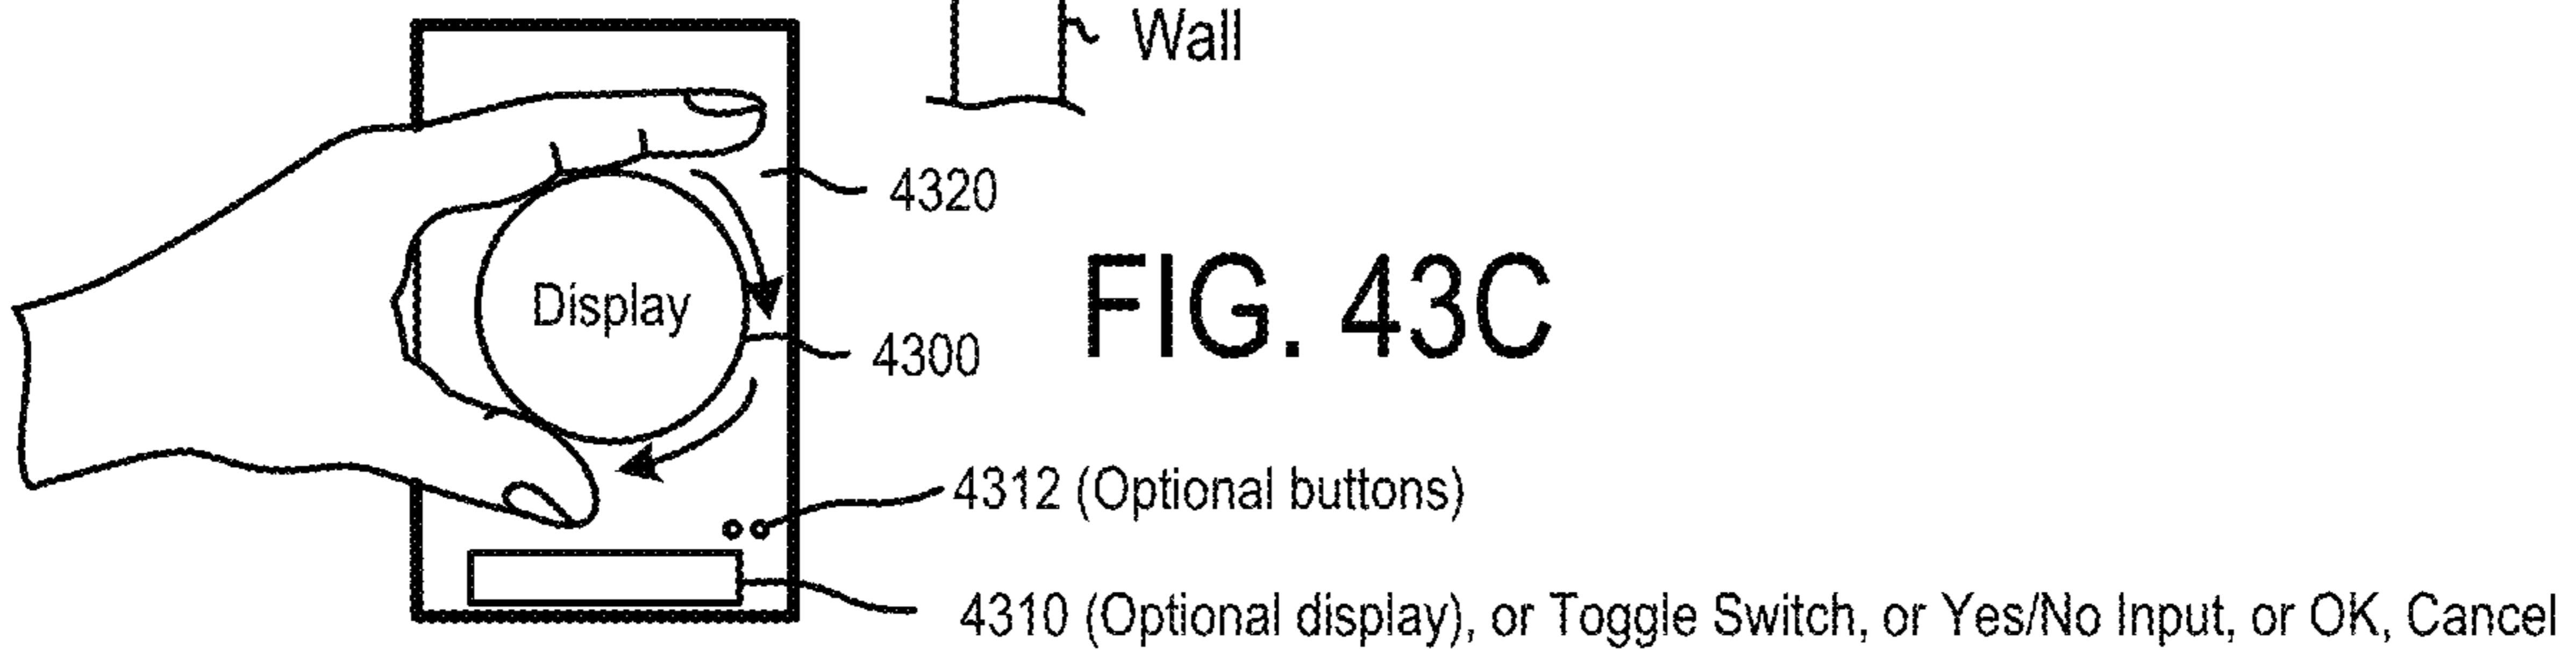 Wall
4320
Display
4300
FIG. 43C
4312 (Optional buttons)
4310 (Optional display), or Toggle Switch, or Yes/No Input, or OK, Cancel